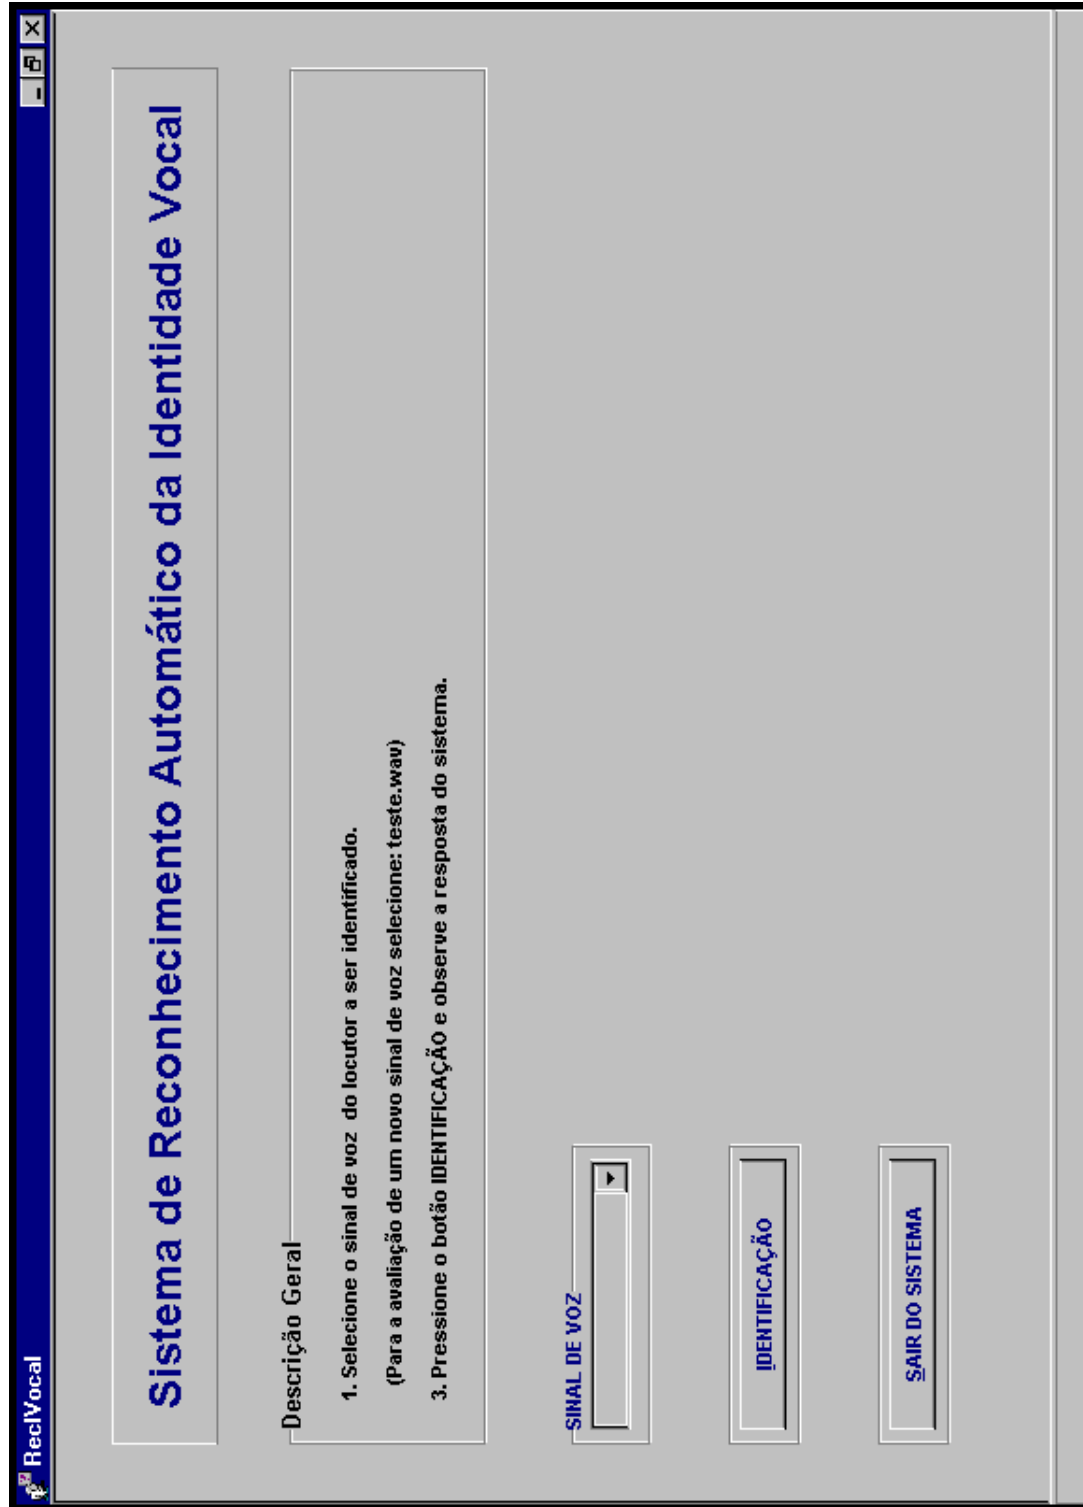 RecIVocal
Sistema de Reconhecimento Automático da Identidade Vocal
Descrição Geral
1. Selecione o sinal de voz do locutor a ser identificado.
(Para a avaliação de um novo sinal de voz selecione: teste.wav)
3. Pressione o botão IDENTIFICAÇÃO e observe a resposta do sistema.
SINAL DE VOZ
IDENTIFICAÇÃO
SAIR DO SISTEMA